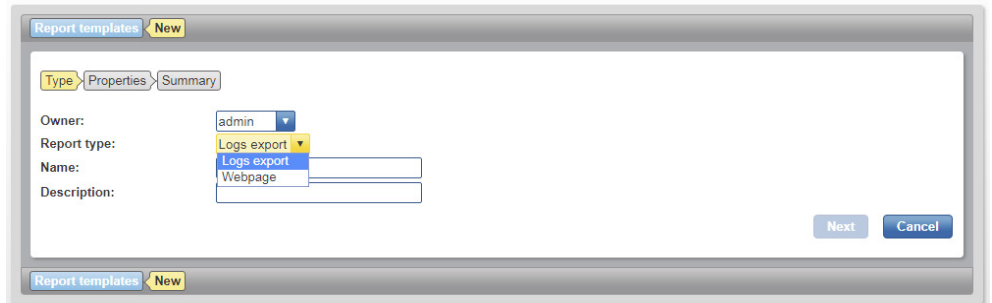 Report templates New
Type Properties Summary
Owner: admin
Report type: Logs export
Logs export
Name:
Webpage
Description:
Next Cancel
Report templates New